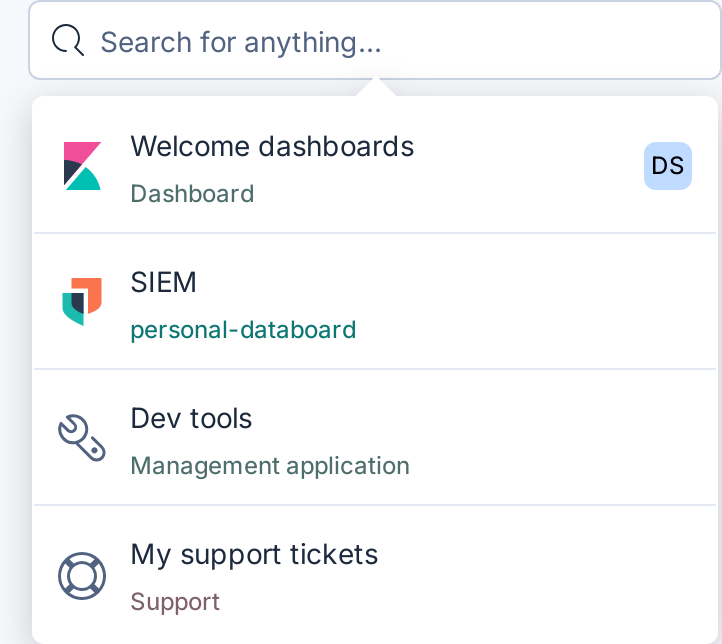 Search for anything...
Welcome dashboards
Dashboard
DS
SIEM
personal-databoard
Dev tools
Management application
My support tickets
Support